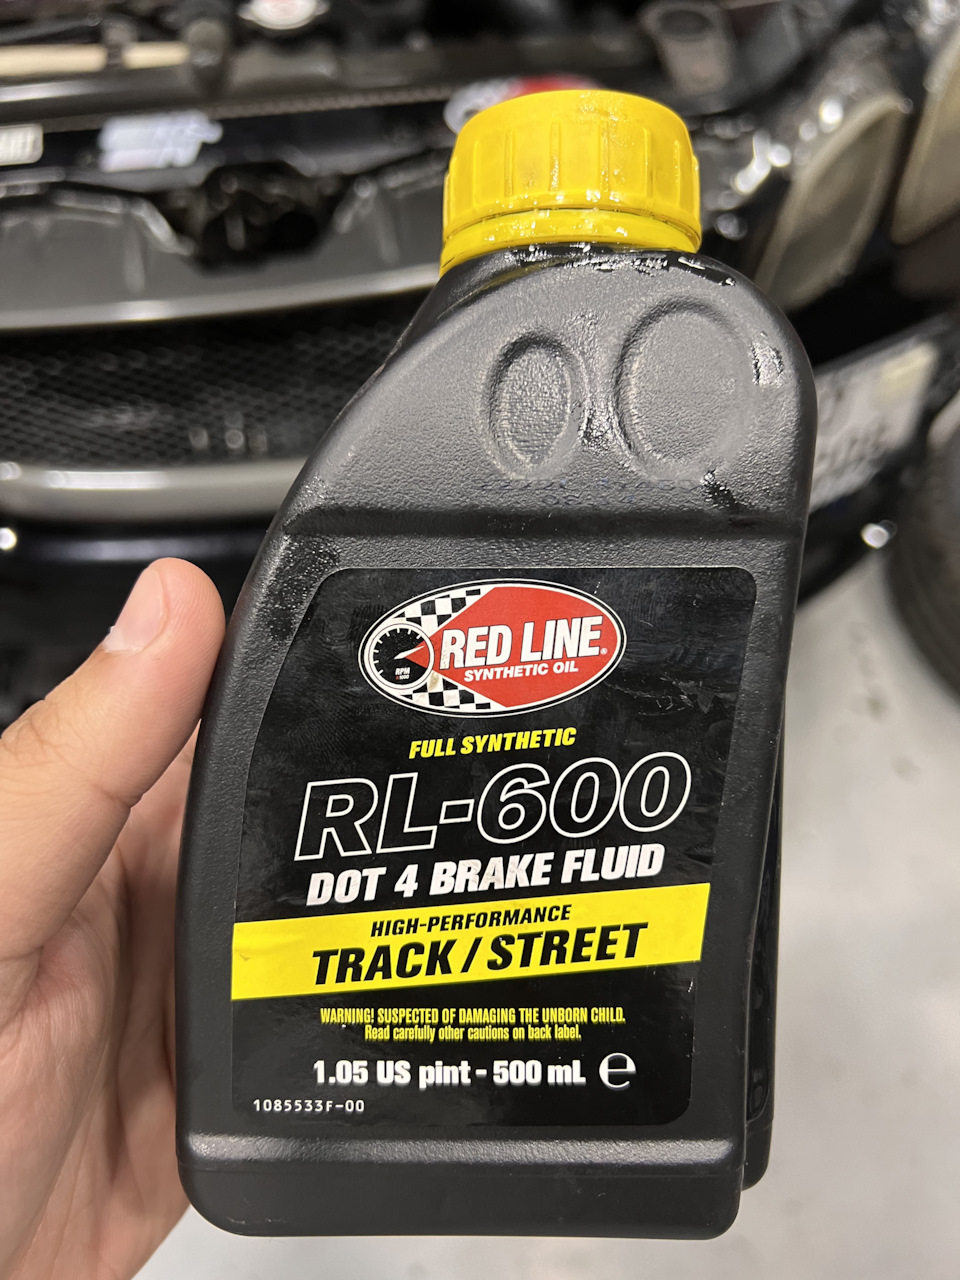 RED LINE®
SYNTHETIC OIL
RPM
x1000
FULL SYNTHETIC
RL-600
DOT 4 BRAKE FLUID
HIGH-PERFORMANCE
TRACK / STREET
WARNING! SUSPECTED OF DAMAGING THE UNBORN CHILD.
Read carefully other cautions on back label.
1.05 US pint - 500 mL e
1085533F-00